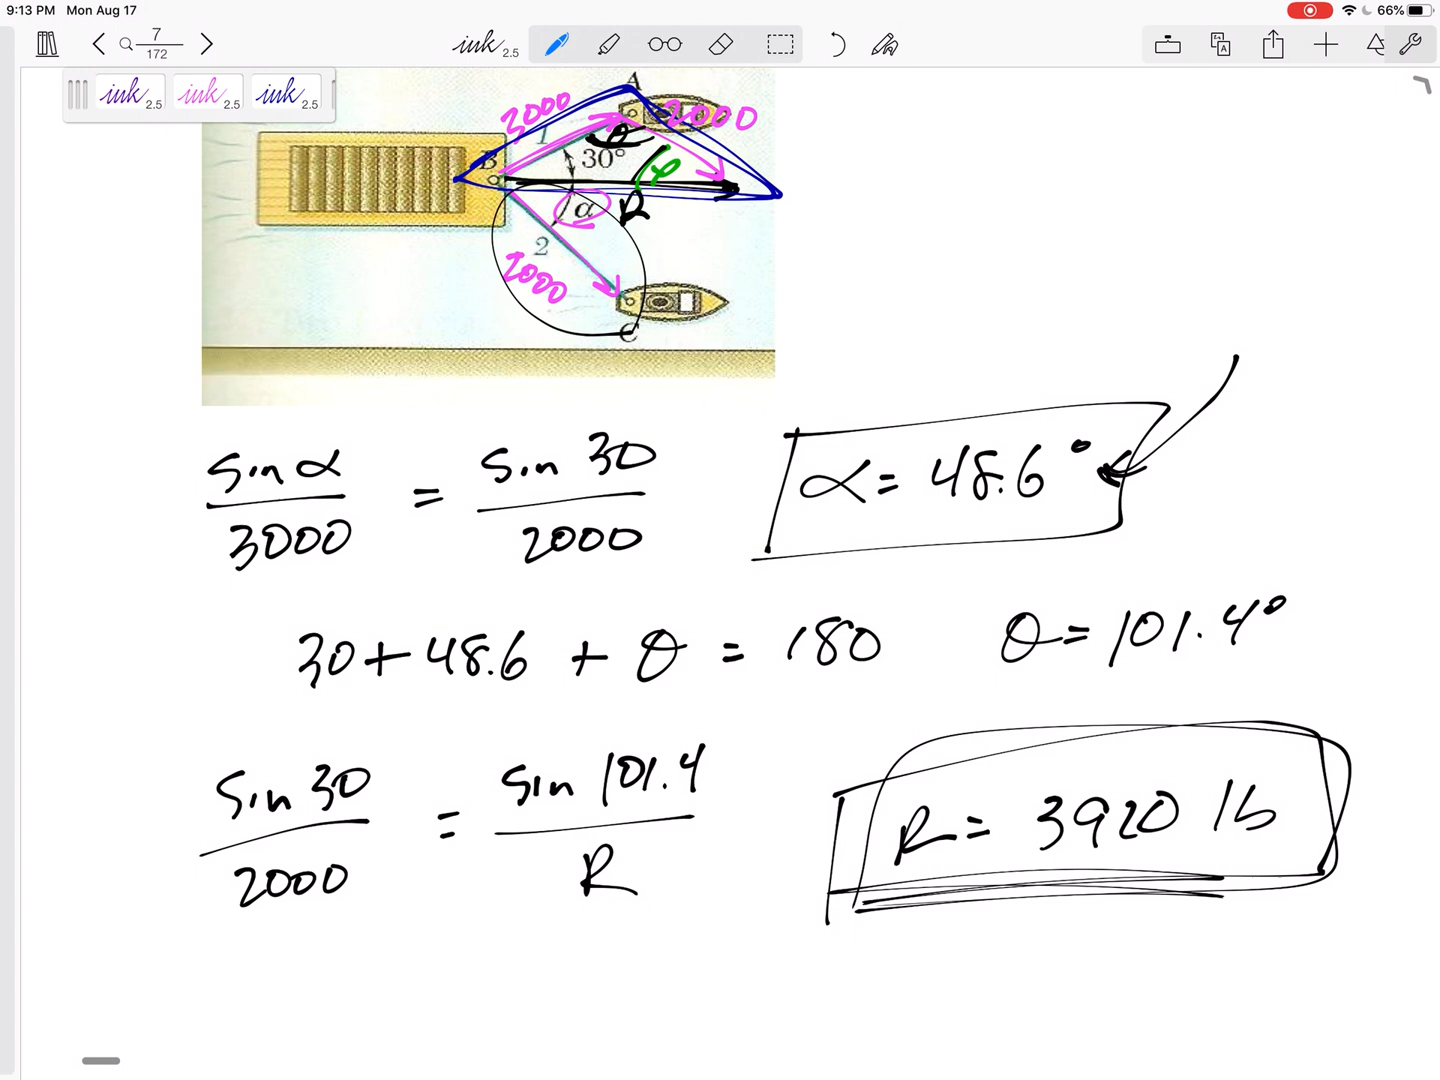 9:13 PM Mon Aug 17
66%
7
172
ink 2.5
ink 2.5
ink 2.5
ink 2.5
A
3000
2000
1
θ
B
30°
φ
α
R
2
2000
C
sin α / 3000 = sin 30 / 2000
α = 48.6°
30 + 48.6 + θ = 180
θ = 101.4°
sin 30 / 2000 = sin 101.4 / R
R = 3920 lb